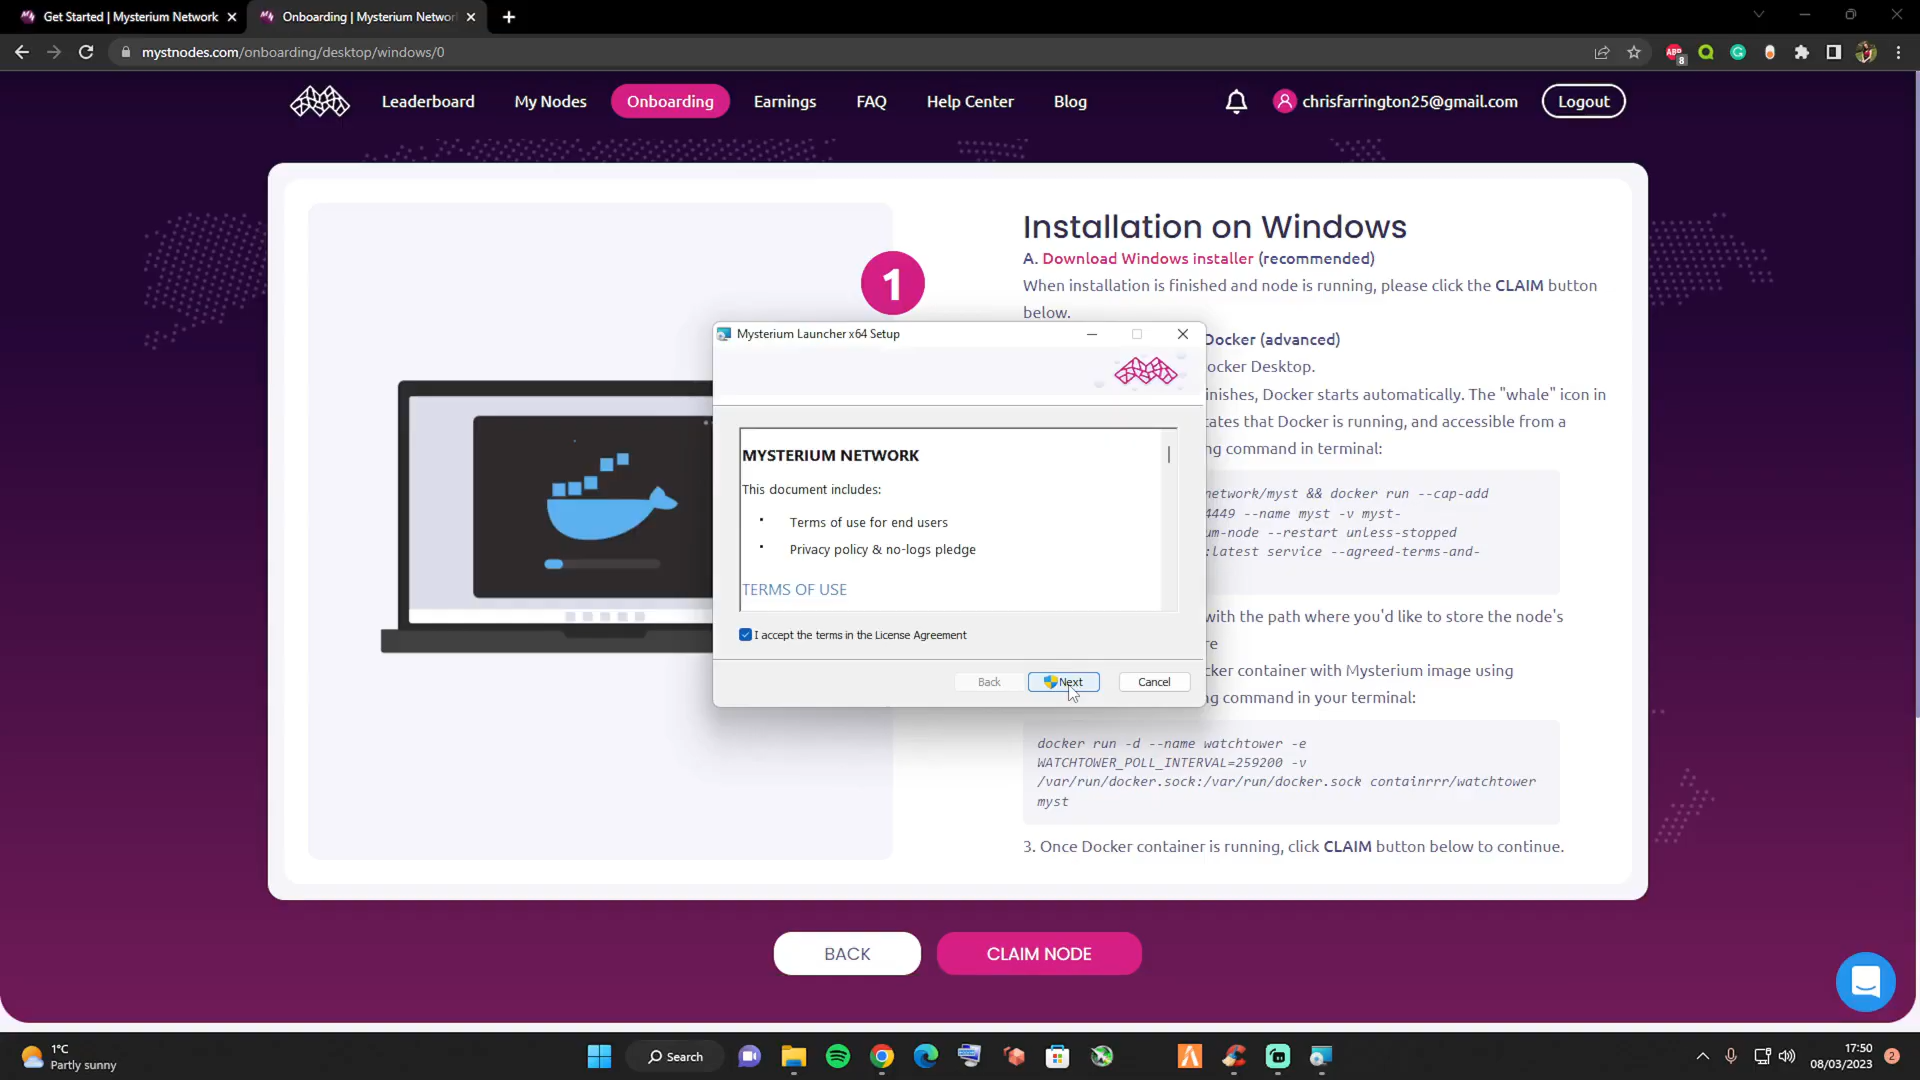 Get Started | Mysterium Network
Onboarding | Mysterium Networ
mystnodes.com/onboarding/desktop/windows/0
ABP
8
Leaderboard
My Nodes
Onboarding
Earnings
FAQ
Help Center
Blog
chrisfarrington25@gmail.com
Logout
1
Installation on Windows
A. Download Windows installer (recommended)
When installation is finished and node is running, please click the CLAIM button
below.
Docker (advanced)
ocker Desktop.
inishes, Docker starts automatically. The "whale" icon in
cates that Docker is running, and accessible from a
ng command in terminal:
network/myst && docker run --cap-add
4449 --name myst -v myst-
um-node --restart unless-stopped
:latest service --agreed-terms-and-
with the path where you'd like to store the node's
re
cker container with Mysterium image using
ng command in your terminal:
docker run -d --name watchtower -e
WATCHTOWER_POLL_INTERVAL=259200 -v
/var/run/docker.sock:/var/run/docker.sock containrrr/watchtower
myst
3. Once Docker container is running, click CLAIM button below to continue.
Mysterium Launcher x64 Setup
MYSTERIUM NETWORK
This document includes:
• Terms of use for end users
• Privacy policy & no-logs pledge
TERMS OF USE
I accept the terms in the License Agreement
Back
Next
Cancel
BACK
CLAIM NODE
1°C
Partly sunny
Search
17:50
08/03/2023
2